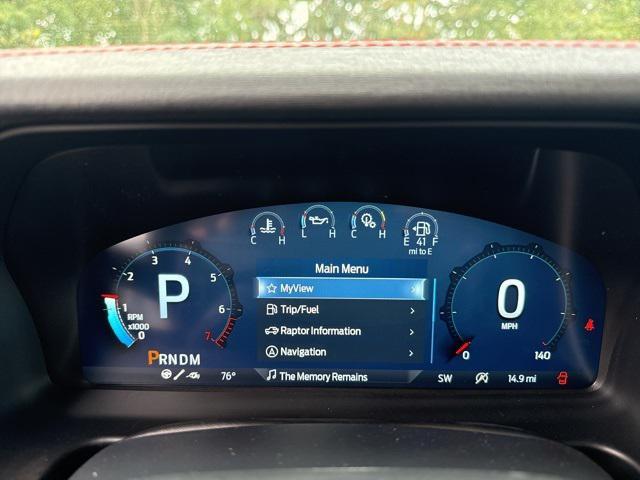 C H
L H
C H
E 41 F
mi to E
Main Menu
MyView
Trip/Fuel
Raptor Information
Navigation
The Memory Remains
P
0 1 2 3 4 5 6 7
RPM
x1000
PRNDM
76°
0
MPH
0 140
SW
14.9 mi